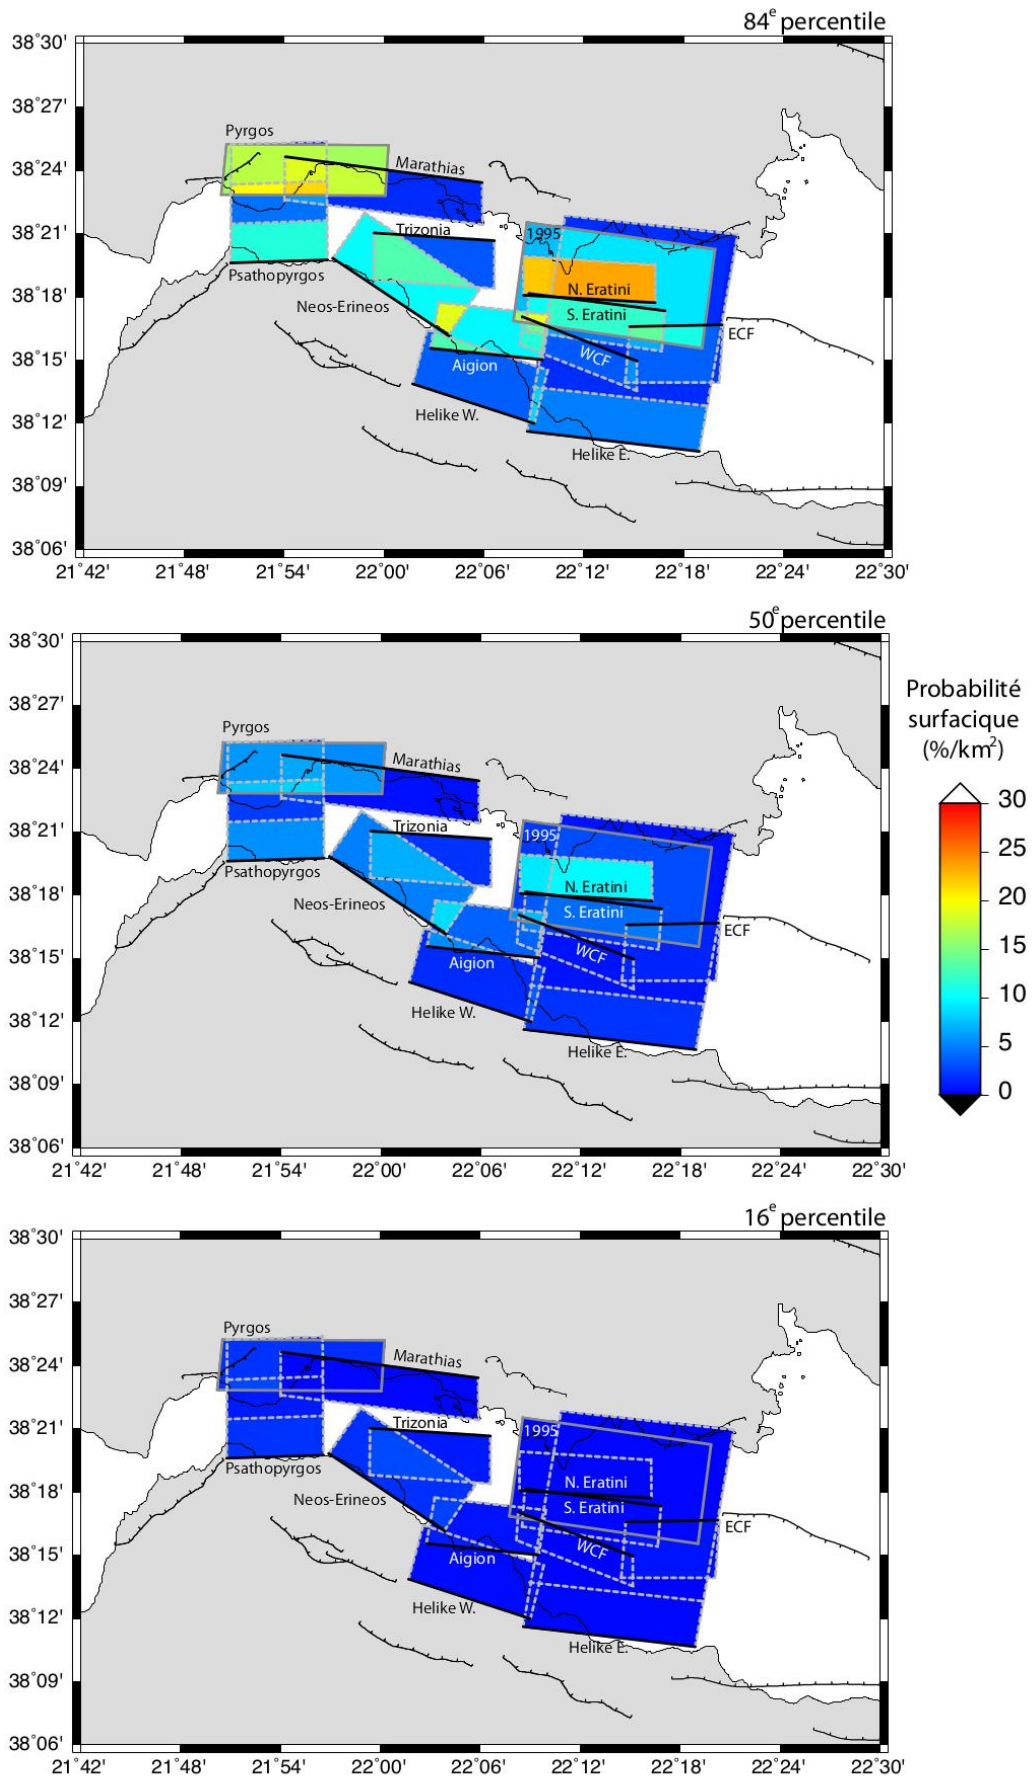 84e percentile
38°30'
38°27'
38°24'
38°21'
38°18'
38°15'
38°12'
38°09'
38°06'
Pyrgos
Marathias
Trizonia
1995
Psathopyrgos
Neos-Erineos
N. Eratini
S. Eratini
ECF
WCF
Aigion
Helike W.
Helike E.
21°42' 21°48' 21°54' 22°00' 22°06' 22°12' 22°18' 22°24' 22°30'
50e percentile
38°30'
38°27'
38°24'
38°21'
38°18'
38°15'
38°12'
38°09'
38°06'
Pyrgos
Marathias
Trizonia
1995
Psathopyrgos
Neos-Erineos
N. Eratini
S. Eratini
ECF
WCF
Aigion
Helike W.
Helike E.
21°42' 21°48' 21°54' 22°00' 22°06' 22°12' 22°18' 22°24' 22°30'
Probabilité
surfacique
(%/km2)
30
25
20
15
10
5
0
16e percentile
38°30'
38°27'
38°24'
38°21'
38°18'
38°15'
38°12'
38°09'
38°06'
Pyrgos
Marathias
Trizonia
1995
Psathopyrgos
Neos-Erineos
N. Eratini
S. Eratini
ECF
WCF
Aigion
Helike W.
Helike E.
21°42' 21°48' 21°54' 22°00' 22°06' 22°12' 22°18' 22°24' 22°30'